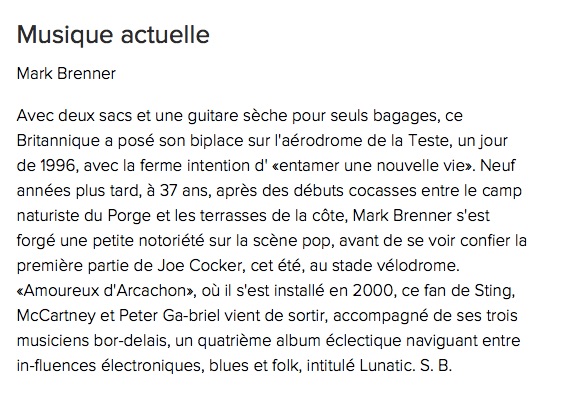 Musique actuelle
Mark Brenner
Avec deux sacs et une guitare sèche pour seuls bagages, ce
Britannique a posé son biplace sur l'aérodrome de la Teste, un jour
de 1996, avec la ferme intention d' «entamer une nouvelle vie». Neuf
années plus tard, à 37 ans, après des débuts cocasses entre le camp
naturiste du Porge et les terrasses de la côte, Mark Brenner s'est
forgé une petite notoriété sur la scène pop, avant de se voir confier la
première partie de Joe Cocker, cet été, au stade vélodrome.
«Amoureux d'Arcachon», où il s'est installé en 2000, ce fan de Sting,
McCartney et Peter Ga-briel vient de sortir, accompagné de ses trois
musiciens bor-delais, un quatrième album éclectique naviguant entre
in-fluences électroniques, blues et folk, intitulé Lunatic. S. B.